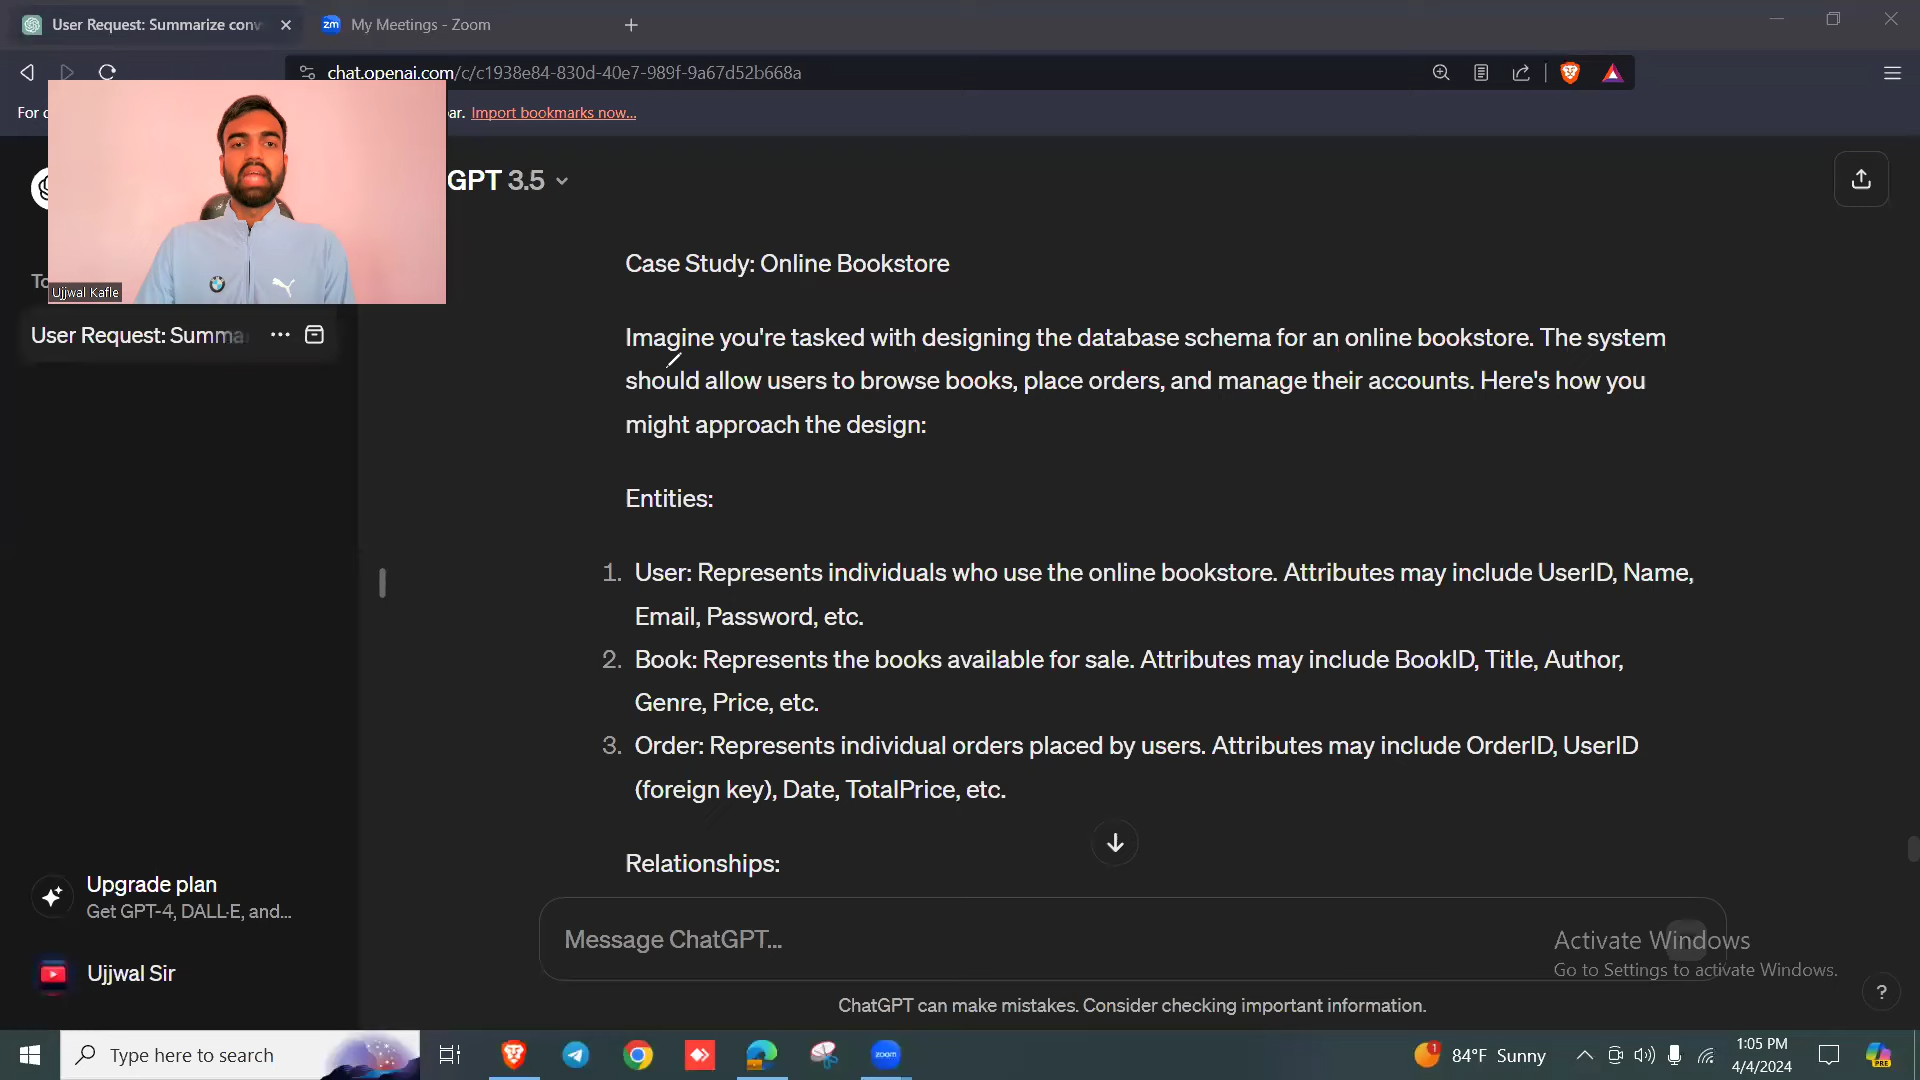 User Request: Summarize conv
zm My Meetings - Zoom
chat.openai.com/c/c1938e84-830d-40e7-989f-9a67d52b668a
For
bar. Import bookmarks now...
GPT 3.5
Ujjwal Kafle
User Request: Summa
Case Study: Online Bookstore
Imagine you're tasked with designing the database schema for an online bookstore. The system
should allow users to browse books, place orders, and manage their accounts. Here's how you
might approach the design:
Entities:
1. User: Represents individuals who use the online bookstore. Attributes may include UserID, Name,
Email, Password, etc.
2. Book: Represents the books available for sale. Attributes may include BookID, Title, Author,
Genre, Price, etc.
3. Order: Represents individual orders placed by users. Attributes may include OrderID, UserID
(foreign key), Date, TotalPrice, etc.
Relationships:
Upgrade plan
Get GPT-4, DALL·E, and...
Ujjwal Sir
Message ChatGPT...
Activate Windows
Go to Settings to activate Windows.
ChatGPT can make mistakes. Consider checking important information.
?
Type here to search
zoom
1
84°F Sunny
1:05 PM
4/4/2024
PRE